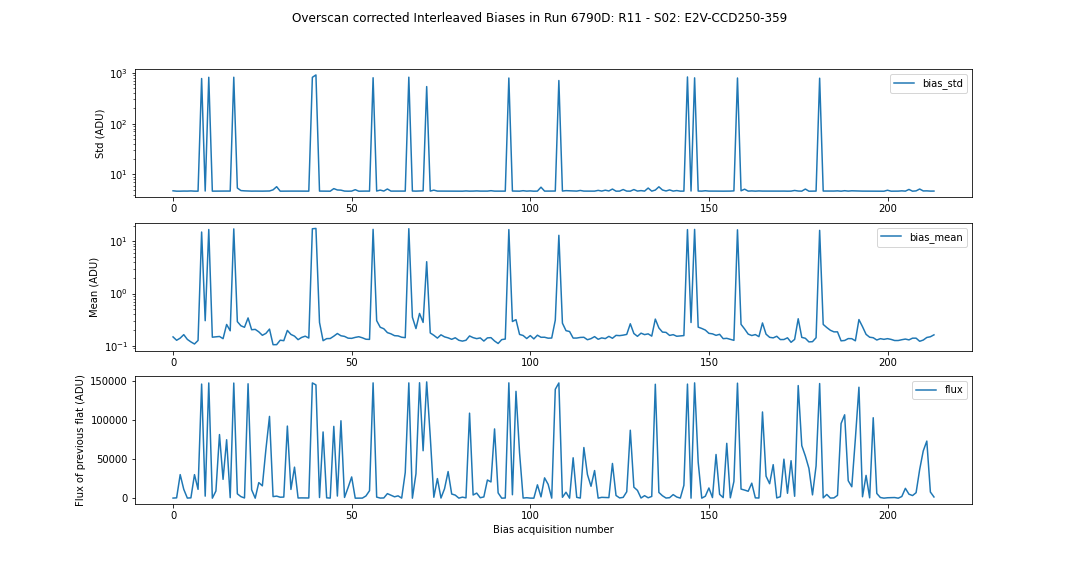 Overscan corrected Interleaved Biases in Run 6790D: R11 - S02: E2V-CCD250-359
10³
10²
10¹
Std (ADU)
bias_std
0 50 100 150 200
10¹
10⁰
10⁻¹
Mean (ADU)
bias_mean
0 50 100 150 200
150000
100000
50000
0
Flux of previous flat (ADU)
flux
0 50 100 150 200
Bias acquisition number